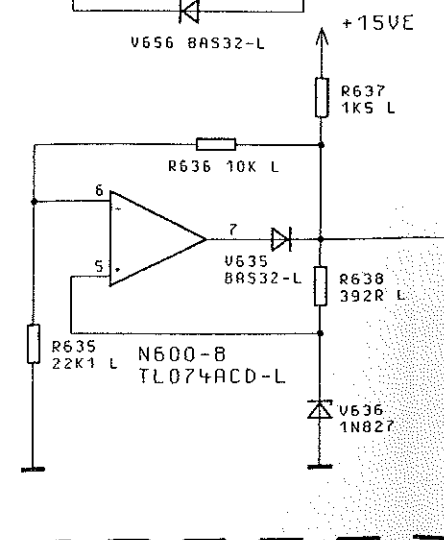 +15VE
V656 BAS32-L
R637
1K5 L
R636 10K L
6
-
7
5
+
V635
BAS32-L
R638
392R L
R635
22K1 L
N600-B
TL074ACD-L
V636
1N827